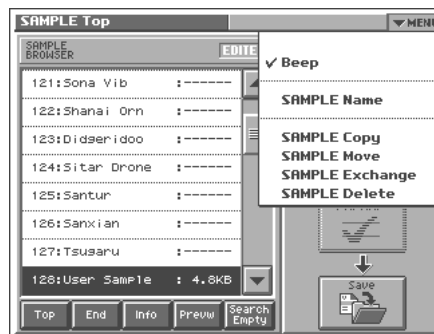 SAMPLE Top
MENU
SAMPLE
BROWSER
EDITE
121:Sona Vib :------
122:Shanai Orn :------
123:Didgeridoo :------
124:Sitar Drone :------
125:Santur :------
126:Sanxian :------
127:Tsugaru :------
128:User Sample : 4.8KB
Top End Info Prevw Search Empty
✓ Beep
SAMPLE Name
SAMPLE Copy
SAMPLE Move
SAMPLE Exchange
SAMPLE Delete
Save